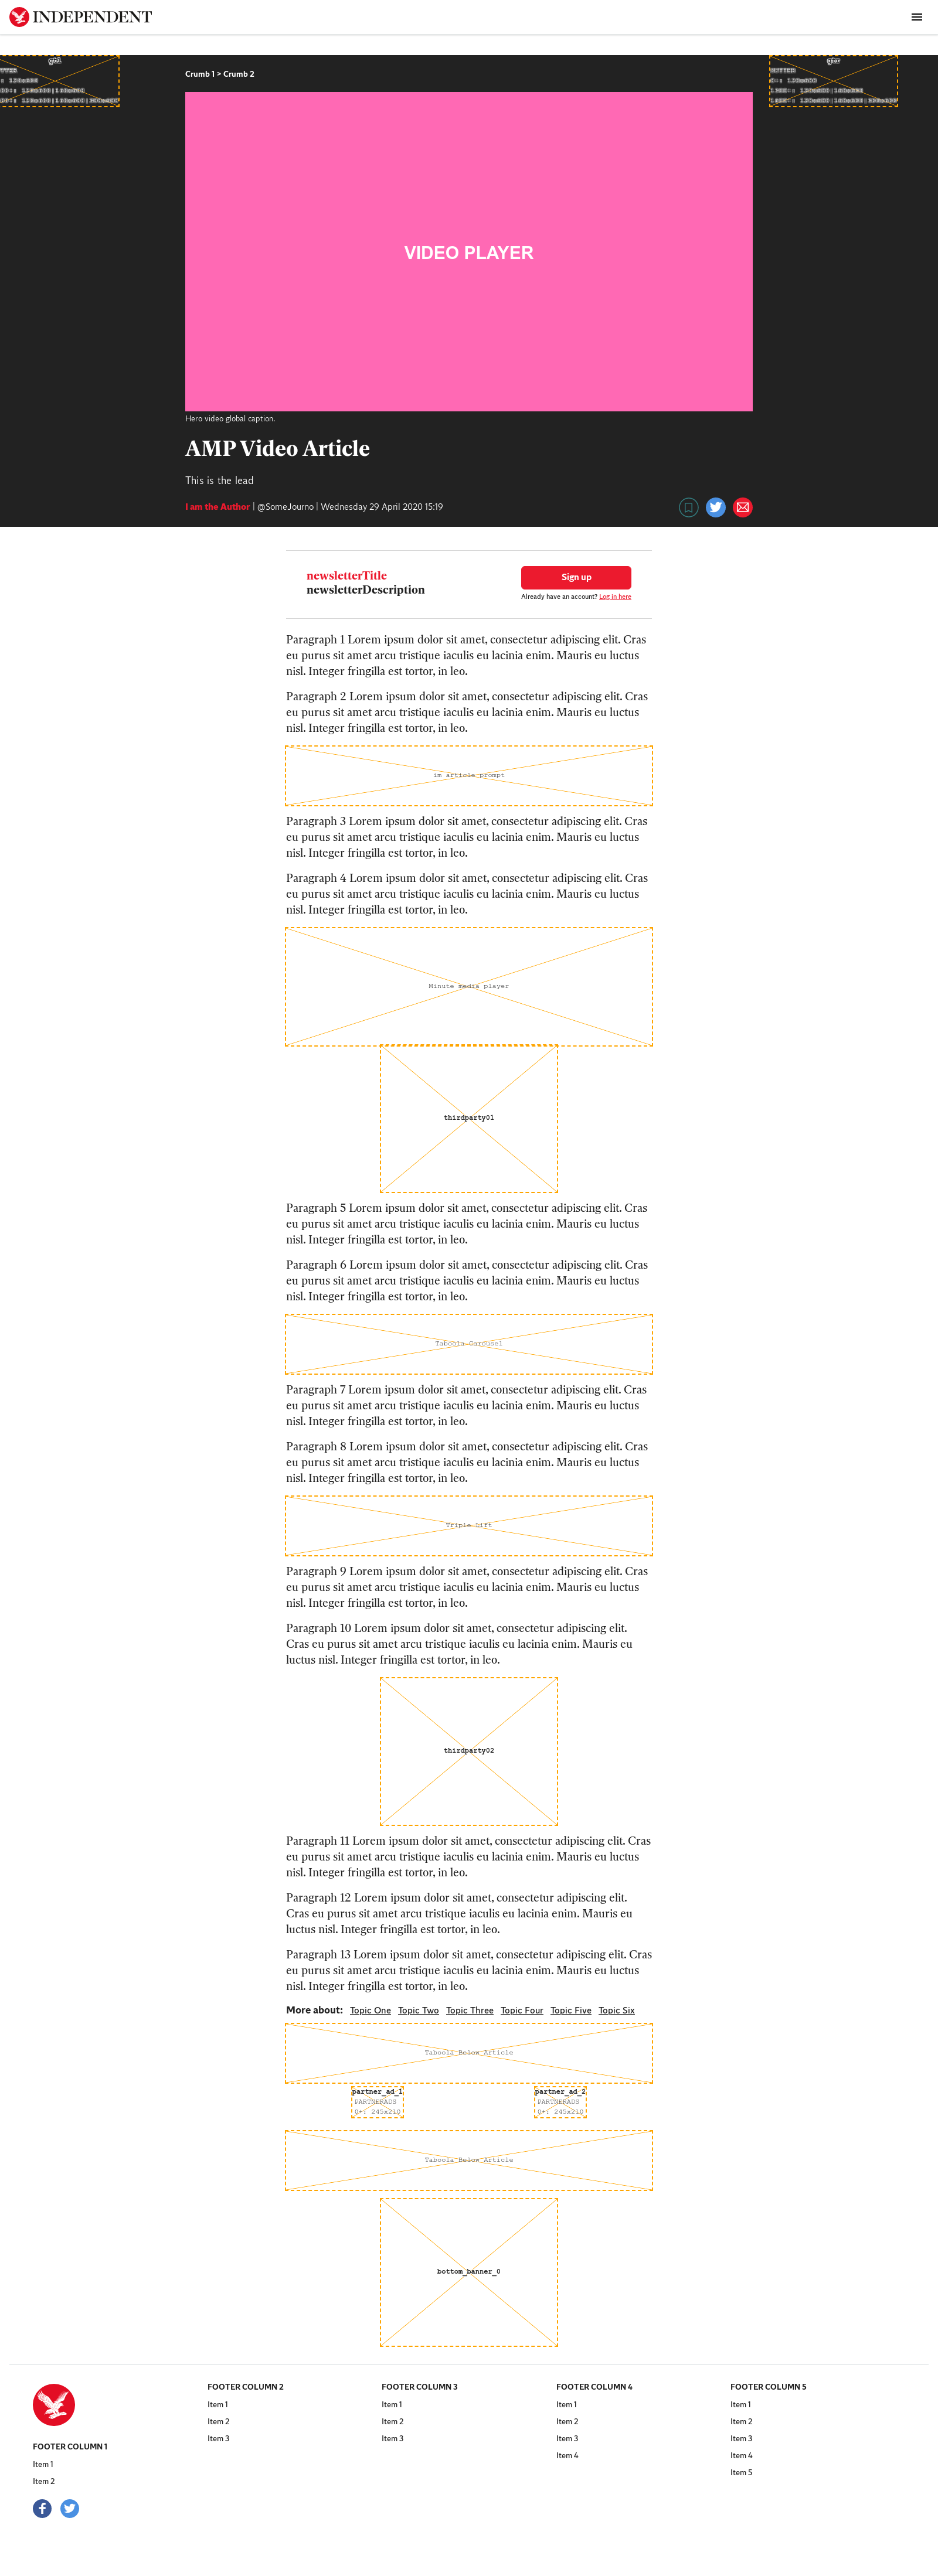 INDEPENDENT
Crumb 1 > Crumb 2
gtl
: 120x600
gtr
GUTTER
0+: 120x600
1300+: 120x600|160x600
1600+: 120x600|160x600|300x600
VIDEO PLAYER
Hero video global caption.
AMP Video Article
This is the lead
I am the Author | @SomeJourno | Wednesday 29 April 2020 15:19
newsletterTitle
newsletterDescription
Sign up
Already have an account? Log in here
Paragraph 1 Lorem ipsum dolor sit amet, consectetur adipiscing elit. Cras
eu purus sit amet arcu tristique iaculis eu lacinia enim. Mauris eu luctus
nisl. Integer fringilla est tortor, in leo.
Paragraph 2 Lorem ipsum dolor sit amet, consectetur adipiscing elit. Cras
eu purus sit amet arcu tristique iaculis eu lacinia enim. Mauris eu luctus
nisl. Integer fringilla est tortor, in leo.
im article prompt
Paragraph 3 Lorem ipsum dolor sit amet, consectetur adipiscing elit. Cras
eu purus sit amet arcu tristique iaculis eu lacinia enim. Mauris eu luctus
nisl. Integer fringilla est tortor, in leo.
Paragraph 4 Lorem ipsum dolor sit amet, consectetur adipiscing elit. Cras
eu purus sit amet arcu tristique iaculis eu lacinia enim. Mauris eu luctus
nisl. Integer fringilla est tortor, in leo.
Minute media player
thirdparty01
Paragraph 5 Lorem ipsum dolor sit amet, consectetur adipiscing elit. Cras
eu purus sit amet arcu tristique iaculis eu lacinia enim. Mauris eu luctus
nisl. Integer fringilla est tortor, in leo.
Paragraph 6 Lorem ipsum dolor sit amet, consectetur adipiscing elit. Cras
eu purus sit amet arcu tristique iaculis eu lacinia enim. Mauris eu luctus
nisl. Integer fringilla est tortor, in leo.
Taboola Carousel
Paragraph 7 Lorem ipsum dolor sit amet, consectetur adipiscing elit. Cras
eu purus sit amet arcu tristique iaculis eu lacinia enim. Mauris eu luctus
nisl. Integer fringilla est tortor, in leo.
Paragraph 8 Lorem ipsum dolor sit amet, consectetur adipiscing elit. Cras
eu purus sit amet arcu tristique iaculis eu lacinia enim. Mauris eu luctus
nisl. Integer fringilla est tortor, in leo.
Triple Lift
Paragraph 9 Lorem ipsum dolor sit amet, consectetur adipiscing elit. Cras
eu purus sit amet arcu tristique iaculis eu lacinia enim. Mauris eu luctus
nisl. Integer fringilla est tortor, in leo.
Paragraph 10 Lorem ipsum dolor sit amet, consectetur adipiscing elit.
Cras eu purus sit amet arcu tristique iaculis eu lacinia enim. Mauris eu
luctus nisl. Integer fringilla est tortor, in leo.
thirdparty02
Paragraph 11 Lorem ipsum dolor sit amet, consectetur adipiscing elit. Cras
eu purus sit amet arcu tristique iaculis eu lacinia enim. Mauris eu luctus
nisl. Integer fringilla est tortor, in leo.
Paragraph 12 Lorem ipsum dolor sit amet, consectetur adipiscing elit.
Cras eu purus sit amet arcu tristique iaculis eu lacinia enim. Mauris eu
luctus nisl. Integer fringilla est tortor, in leo.
Paragraph 13 Lorem ipsum dolor sit amet, consectetur adipiscing elit. Cras
eu purus sit amet arcu tristique iaculis eu lacinia enim. Mauris eu luctus
nisl. Integer fringilla est tortor, in leo.
More about: Topic One Topic Two Topic Three Topic Four Topic Five Topic Six
Taboola Below Article
partner_ad_1
PARTNERADS
0+: 245x210
partner_ad_2
PARTNERADS
0+: 245x210
Taboola Below Article
bottom_banner_0
FOOTER COLUMN 1
Item 1
Item 2
FOOTER COLUMN 2
Item 1
Item 2
Item 3
FOOTER COLUMN 3
Item 1
Item 2
Item 3
FOOTER COLUMN 4
Item 1
Item 2
Item 3
Item 4
FOOTER COLUMN 5
Item 1
Item 2
Item 3
Item 4
Item 5